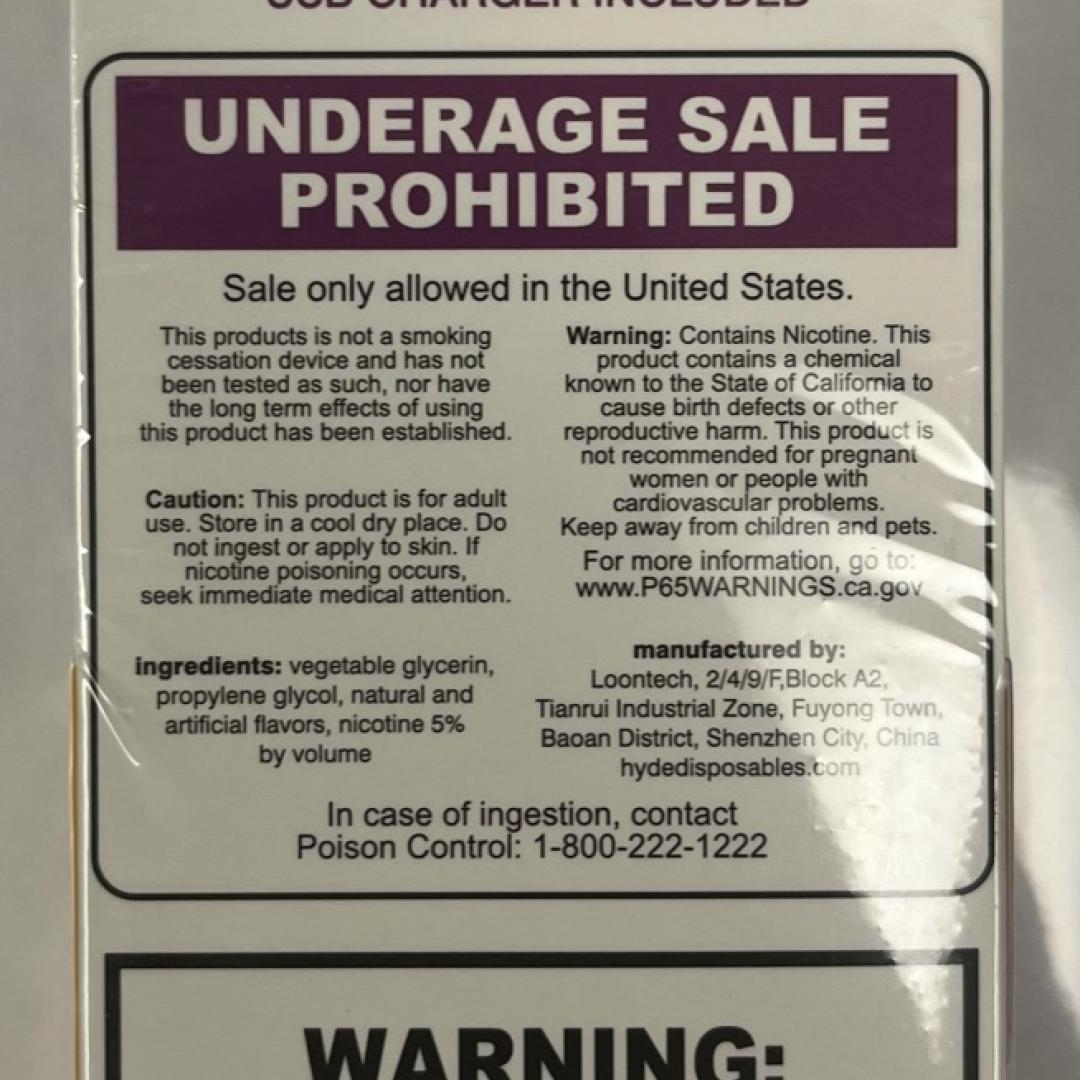 USB CHARGER INCLUDED
UNDERAGE SALE
PROHIBITED
Sale only allowed in the United States.
This products is not a smoking
cessation device and has not
been tested as such, nor have
the long term effects of using
this product has been established.
Caution: This product is for adult
use. Store in a cool dry place. Do
not ingest or apply to skin. If
nicotine poisoning occurs,
seek immediate medical attention.
ingredients: vegetable glycerin,
propylene glycol, natural and
artificial flavors, nicotine 5%
by volume
Warning: Contains Nicotine. This
product contains a chemical
known to the State of California to
cause birth defects or other
reproductive harm. This product is
not recommended for pregnant
women or people with
cardiovascular problems.
Keep away from children and pets.
For more information, go to:
www.P65WARNINGS.ca.gov
manufactured by:
Loontech, 2/4/9/F,Block A2,
Tianrui Industrial Zone, Fuyong Town,
Baoan District, Shenzhen City, China
hydedisposables.com
In case of ingestion, contact
Poison Control: 1-800-222-1222
WARNING: